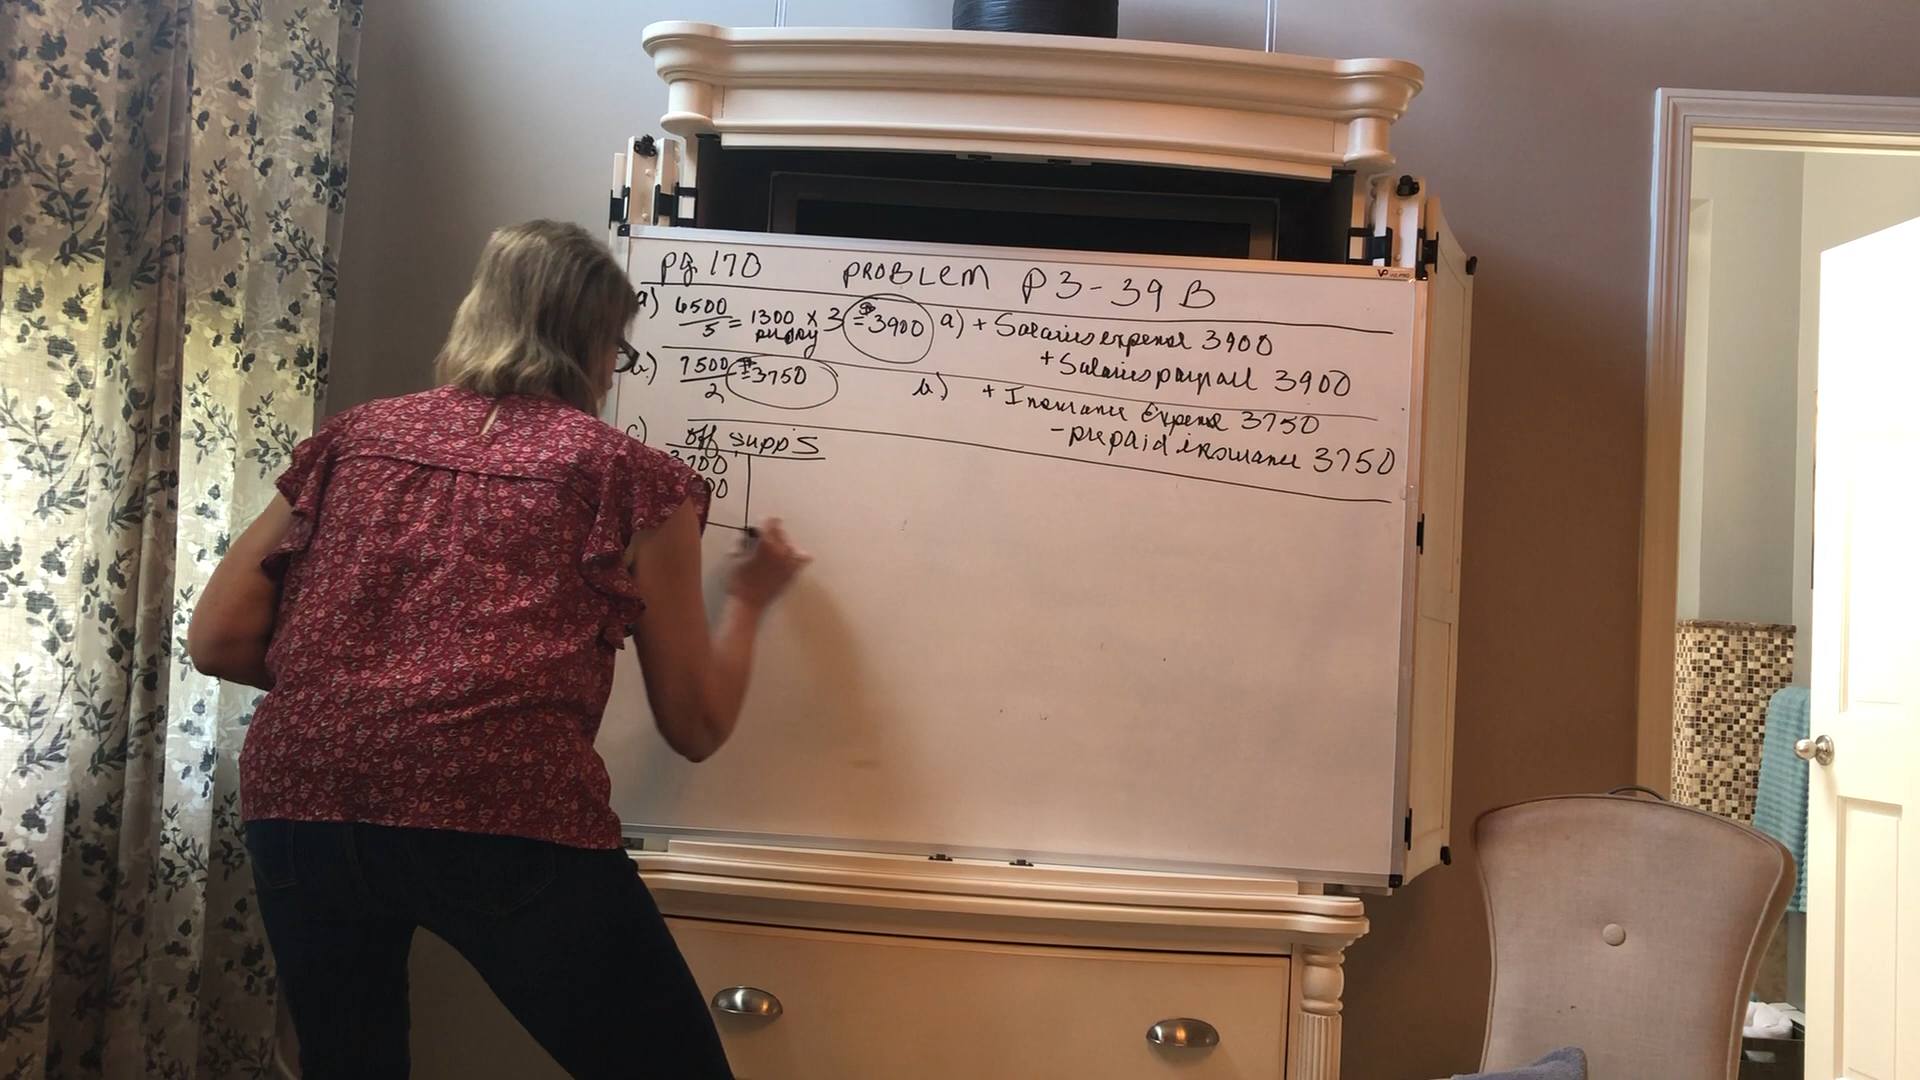 pg. 170 PROBLEM P3-39B
a) 6500/5 = 1300 x 3 = 3900
per day
a) + Salaries expense 3900
+ Salaries payable 3900
b.) 7500/2 = 3750
b) + Insurance Expense 3750
- prepaid insurance 3750
c.) Off supp's
3700